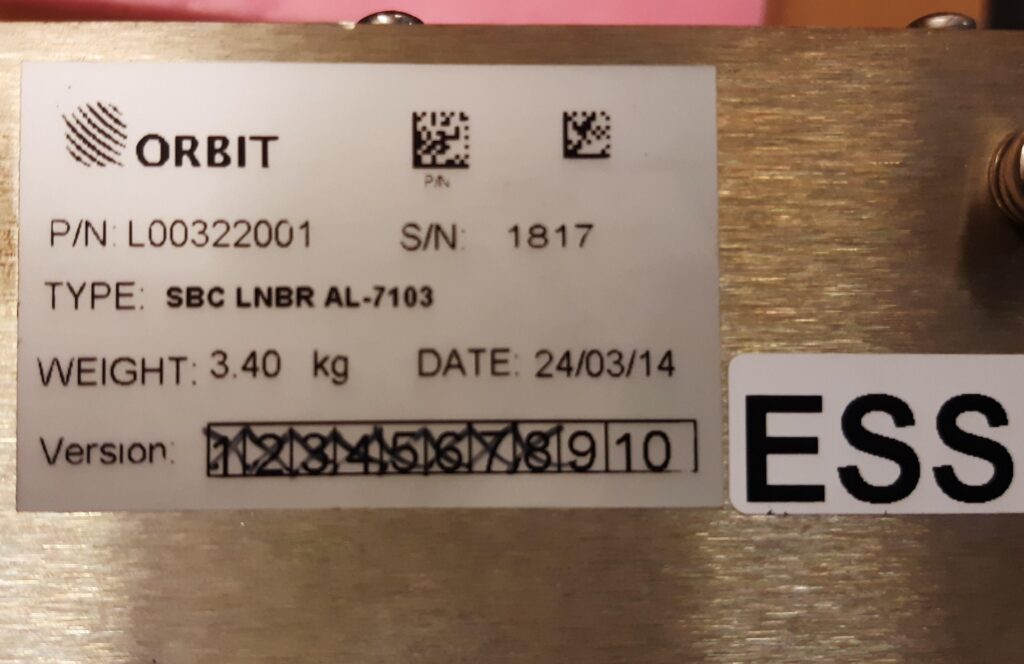 ORBIT
P/N
P/N: L00322001 S/N: 1817
TYPE: SBC LNBR AL-7103
WEIGHT: 3.40 kg DATE: 24/03/14
Version: 1 2 3 4 5 6 7 8 9 10
ESS